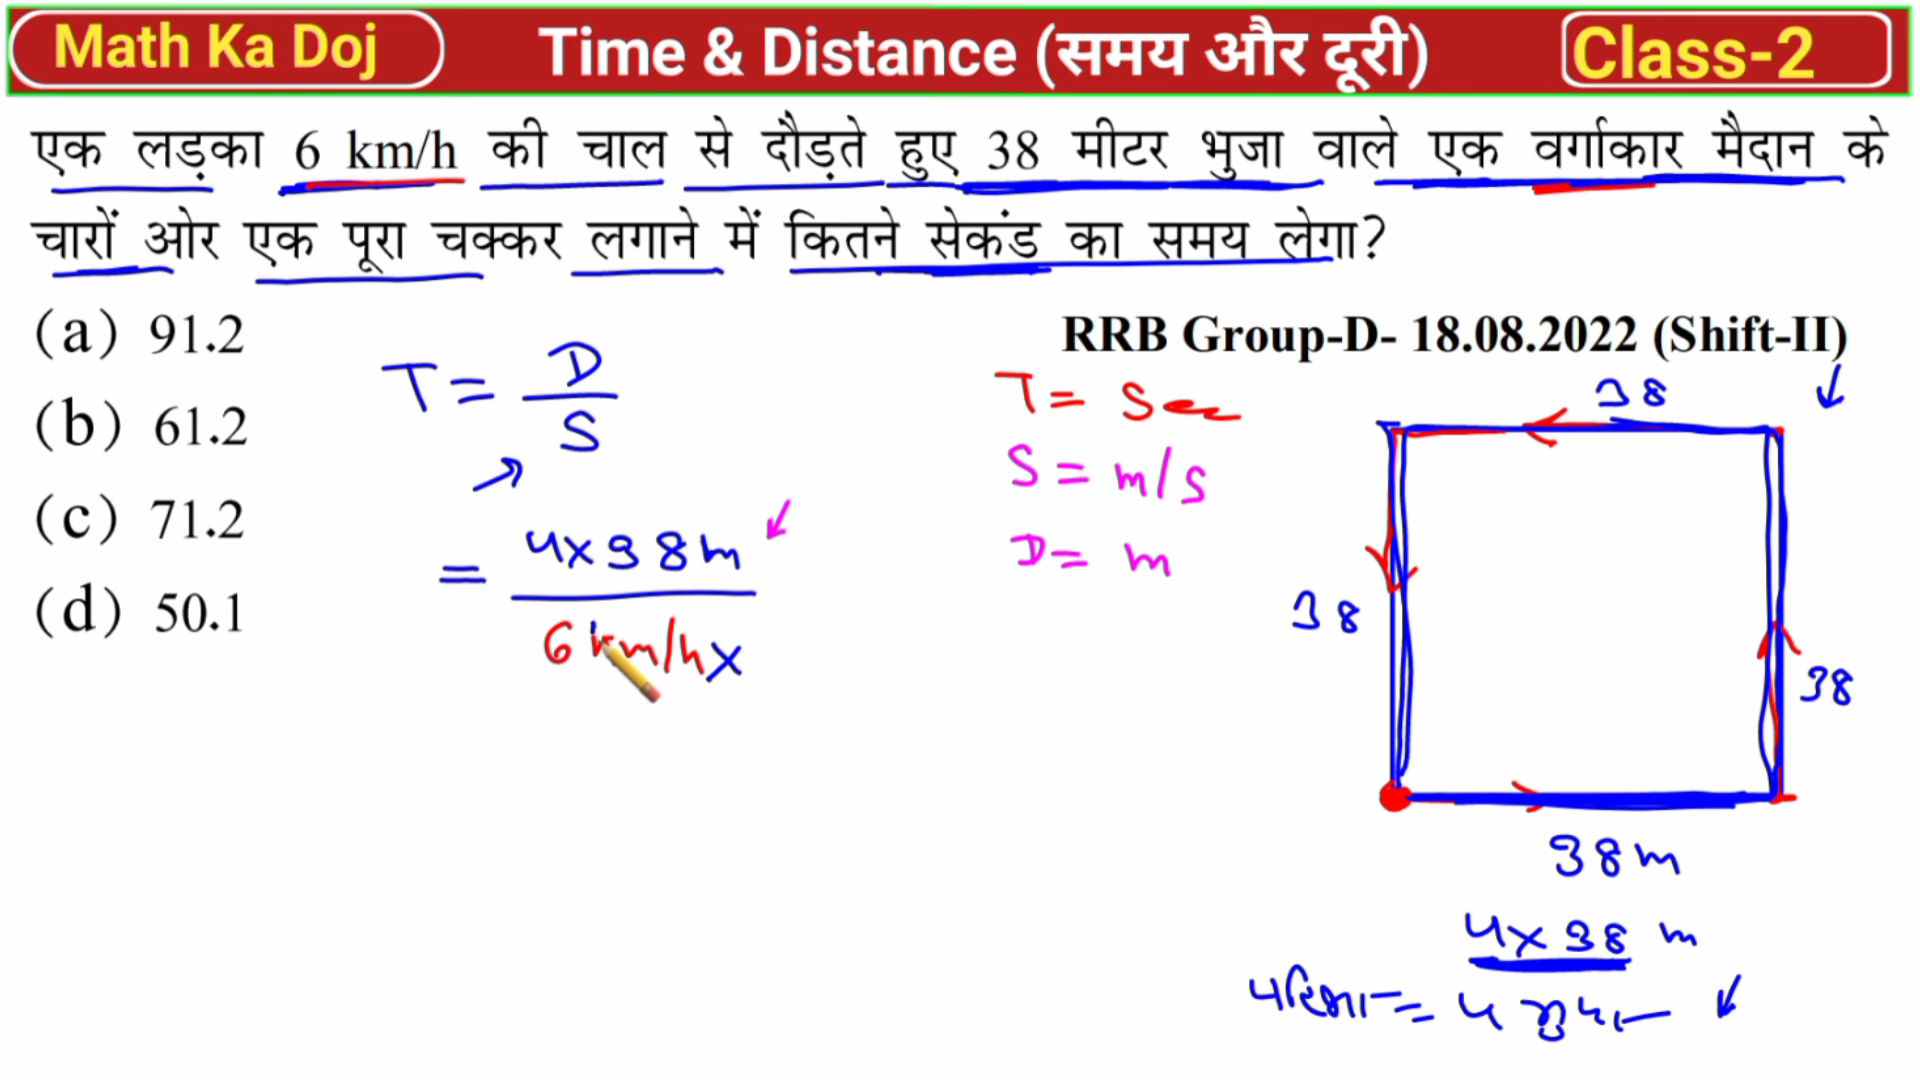 Math Ka Doj
Time & Distance (समय और दूरी)
Class-2
एक लड़का 6 km/h की चाल से दौड़ते हुए 38 मीटर भुजा वाले एक वर्गाकार मैदान के
चारों ओर एक पूरा चक्कर लगाने में कितने सेकंड का समय लेगा?
(a) 91.2
(b) 61.2
(c) 71.2
(d) 50.1
RRB Group-D- 18.08.2022 (Shift-II)
T = D/S
= 4×38m
6 km/h ×
T = Sec
S = m/s
D = m
38
38
38
38m
4×38 m
परिमाप = 4 भुजा